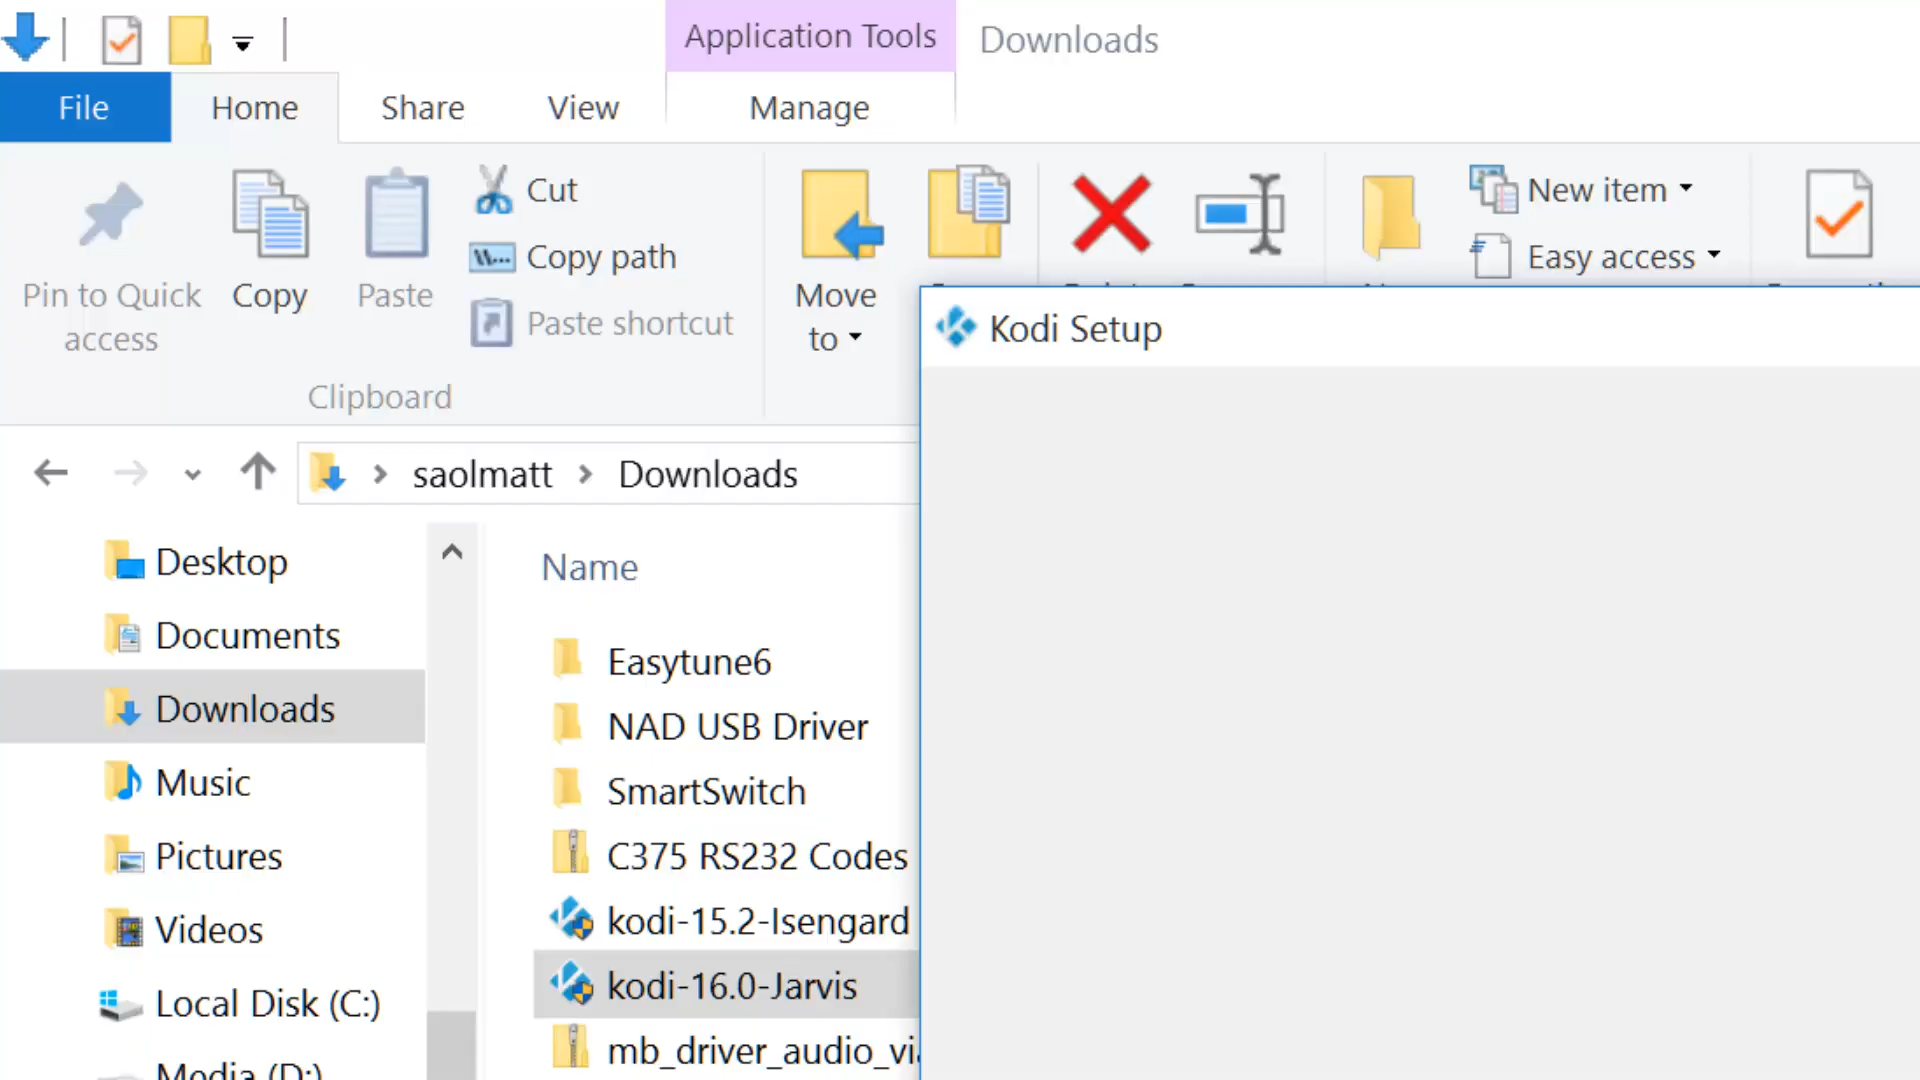 Application Tools
Downloads
File
Home
Share
View
Manage
Pin to Quick
access
Copy
Paste
Cut
Copy path
Paste shortcut
Clipboard
Move
to
New item
Easy access
Kodi Setup
saolmatt
Downloads
Desktop
Documents
Downloads
Music
Pictures
Videos
Local Disk (C:)
Media (D:)
Name
Easytune6
NAD USB Driver
SmartSwitch
C375 RS232 Codes
kodi-15.2-Isengard
kodi-16.0-Jarvis
mb_driver_audio_via